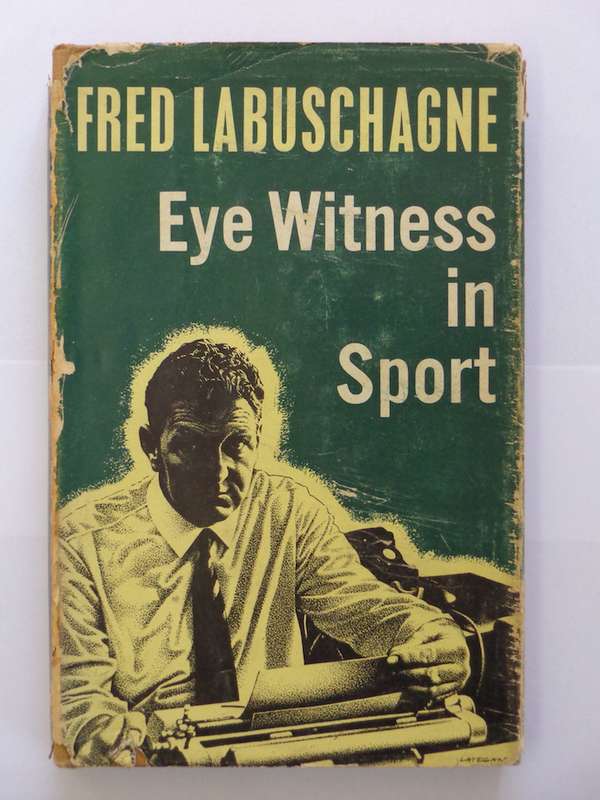 FRED LABUSCHAGNE
Eye Witness
in
Sport